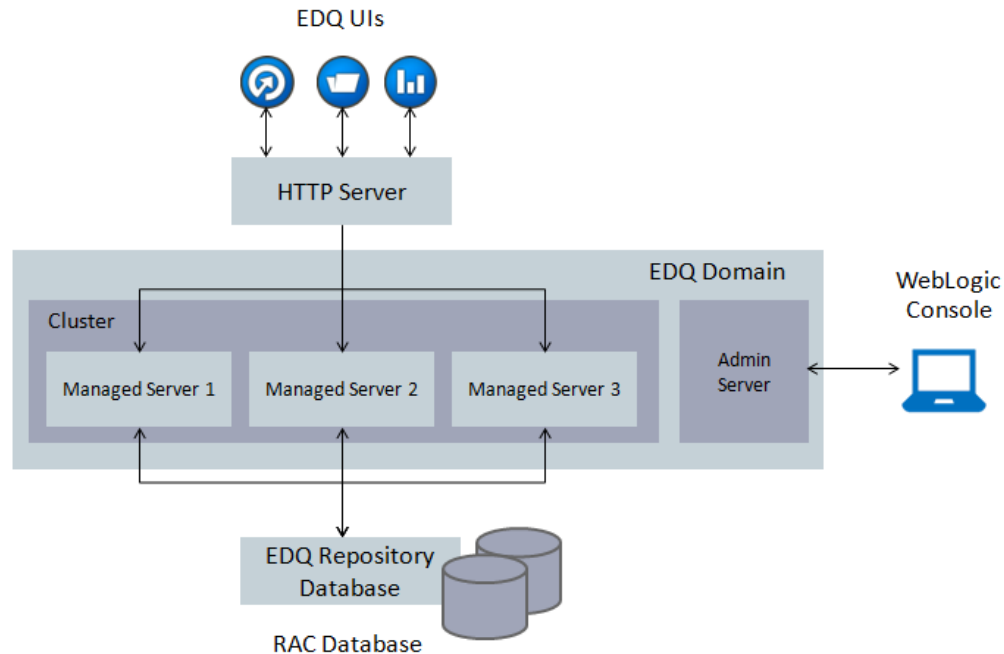 EDQ UIs
HTTP Server
EDQ Domain
WebLogic
Console
Cluster
Admin
Server
Managed Server 1
Managed Server 2
Managed Server 3
EDQ Repository
Database
RAC Database